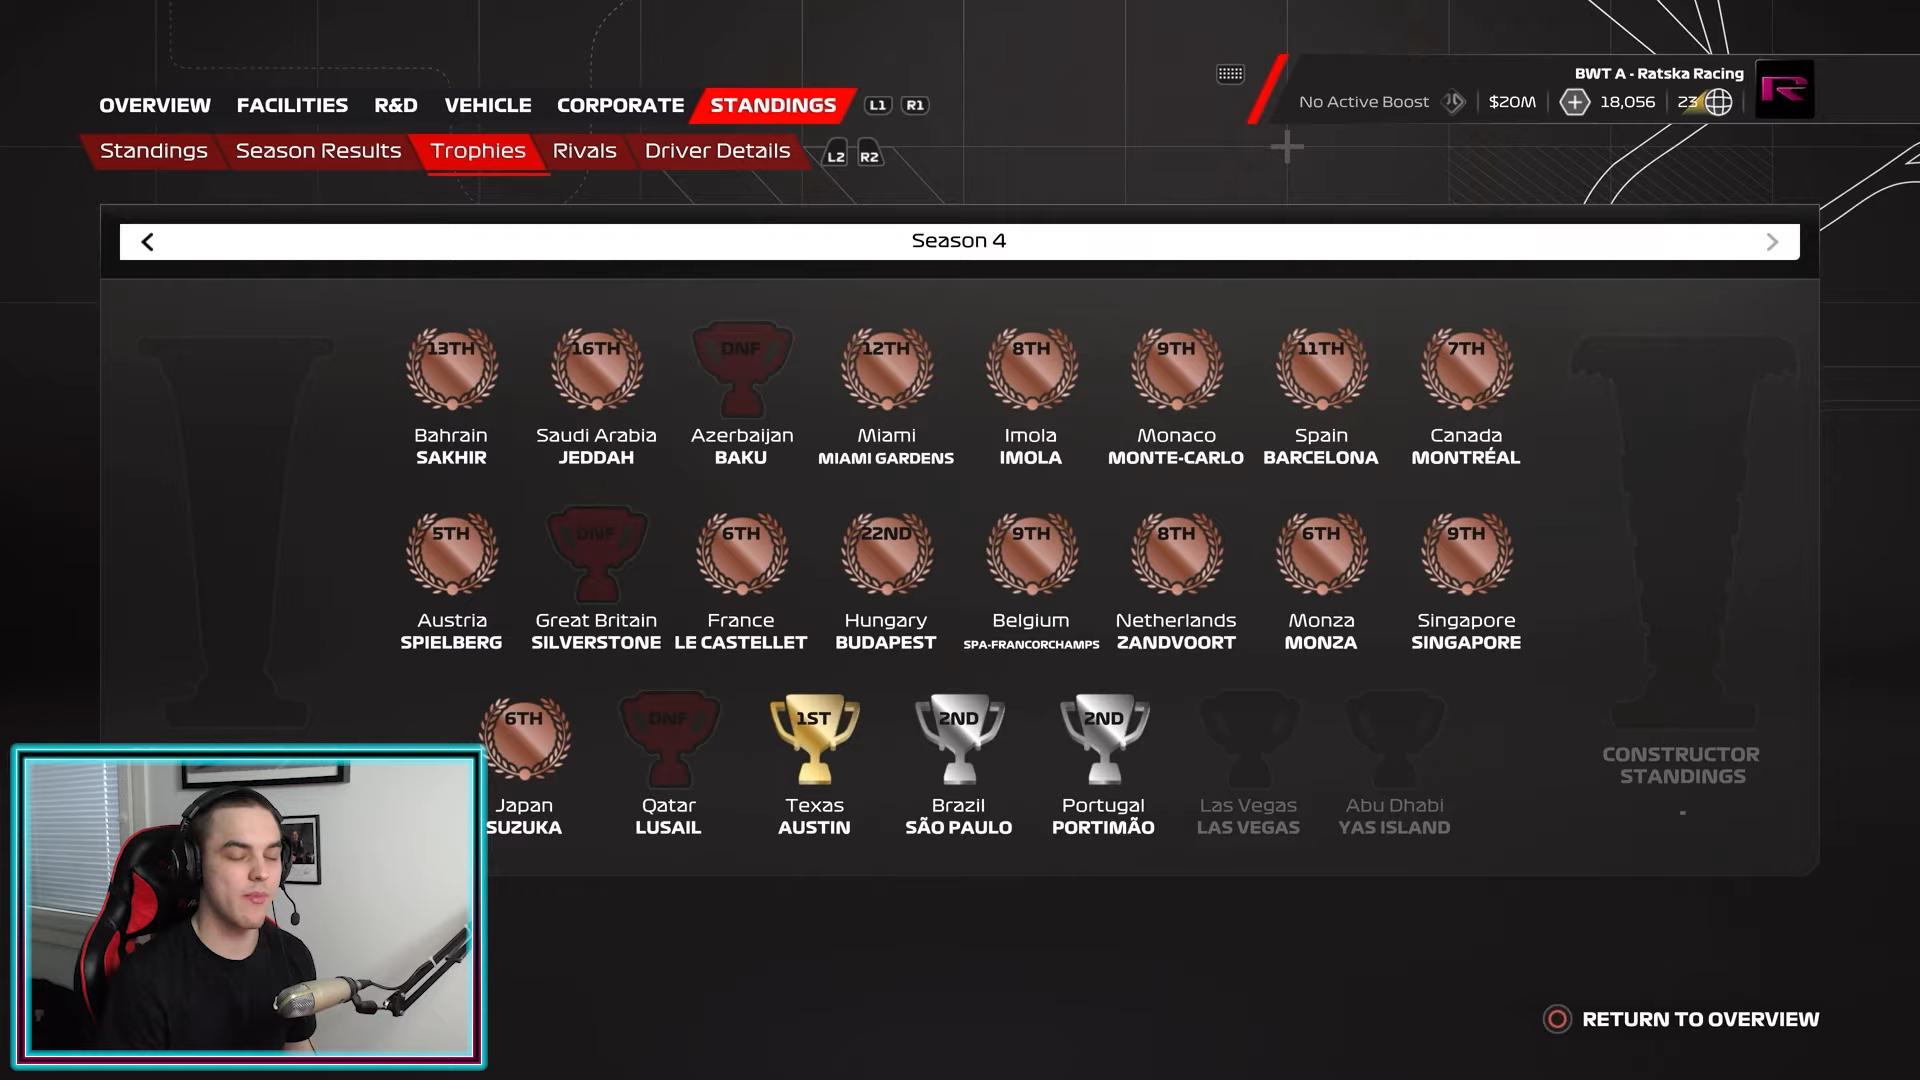 BWT A - Ratska Racing
OVERVIEW FACILITIES R&D VEHICLE CORPORATE STANDINGS L1 R1
No Active Boost $20M 18,056 23
Standings Season Results Trophies Rivals Driver Details L2 R2
Season 4
13TH 16TH DNF 12TH 8TH 9TH 11TH 7TH
Bahrain Saudi Arabia Azerbaijan Miami Imola Monaco Spain Canada
SAKHIR JEDDAH BAKU MIAMI GARDENS IMOLA MONTE-CARLO BARCELONA MONTRÉAL
5TH DNF 6TH 22ND 9TH 8TH 6TH 9TH
Austria Great Britain France Hungary Belgium Netherlands Monza Singapore
SPIELBERG SILVERSTONE LE CASTELLET BUDAPEST SPA-FRANCORCHAMPS ZANDVOORT MONZA SINGAPORE
6TH DNF 1ST 2ND 2ND
Japan Qatar Texas Brazil Portugal Las Vegas Abu Dhabi
SUZUKA LUSAIL AUSTIN SÃO PAULO PORTIMÃO LAS VEGAS YAS ISLAND
CONSTRUCTOR
STANDINGS
-
RETURN TO OVERVIEW